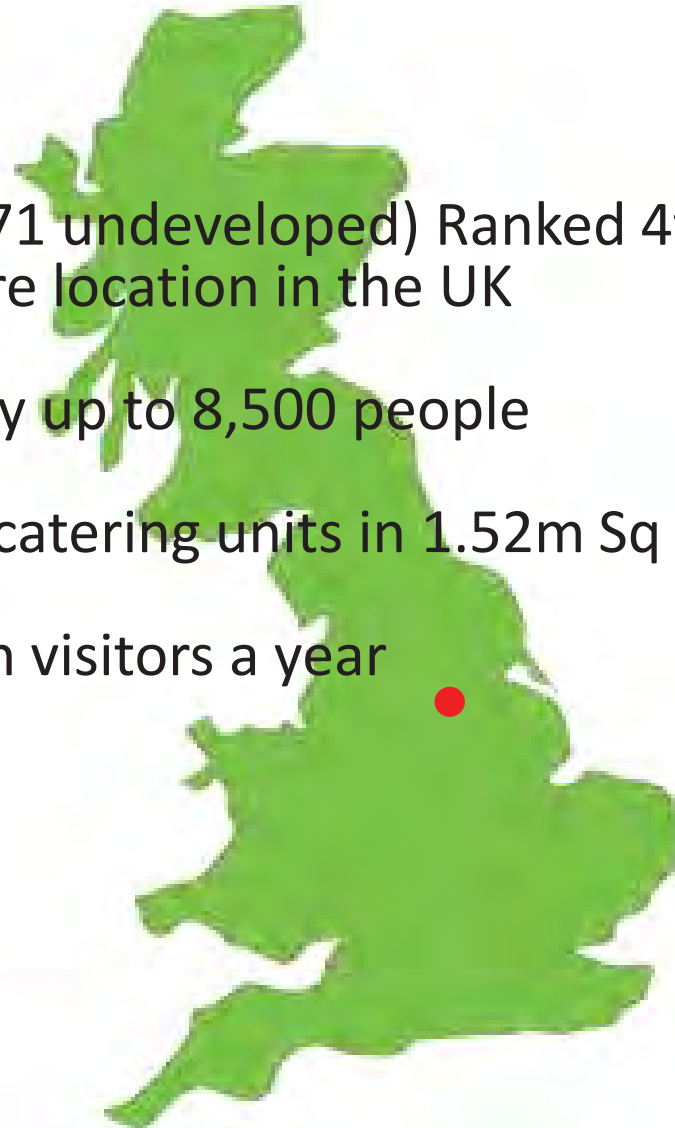 71 undeveloped) Ranked 4
re location in the UK
y up to 8,500 people
catering units in 1.52m Sq
n visitors a year